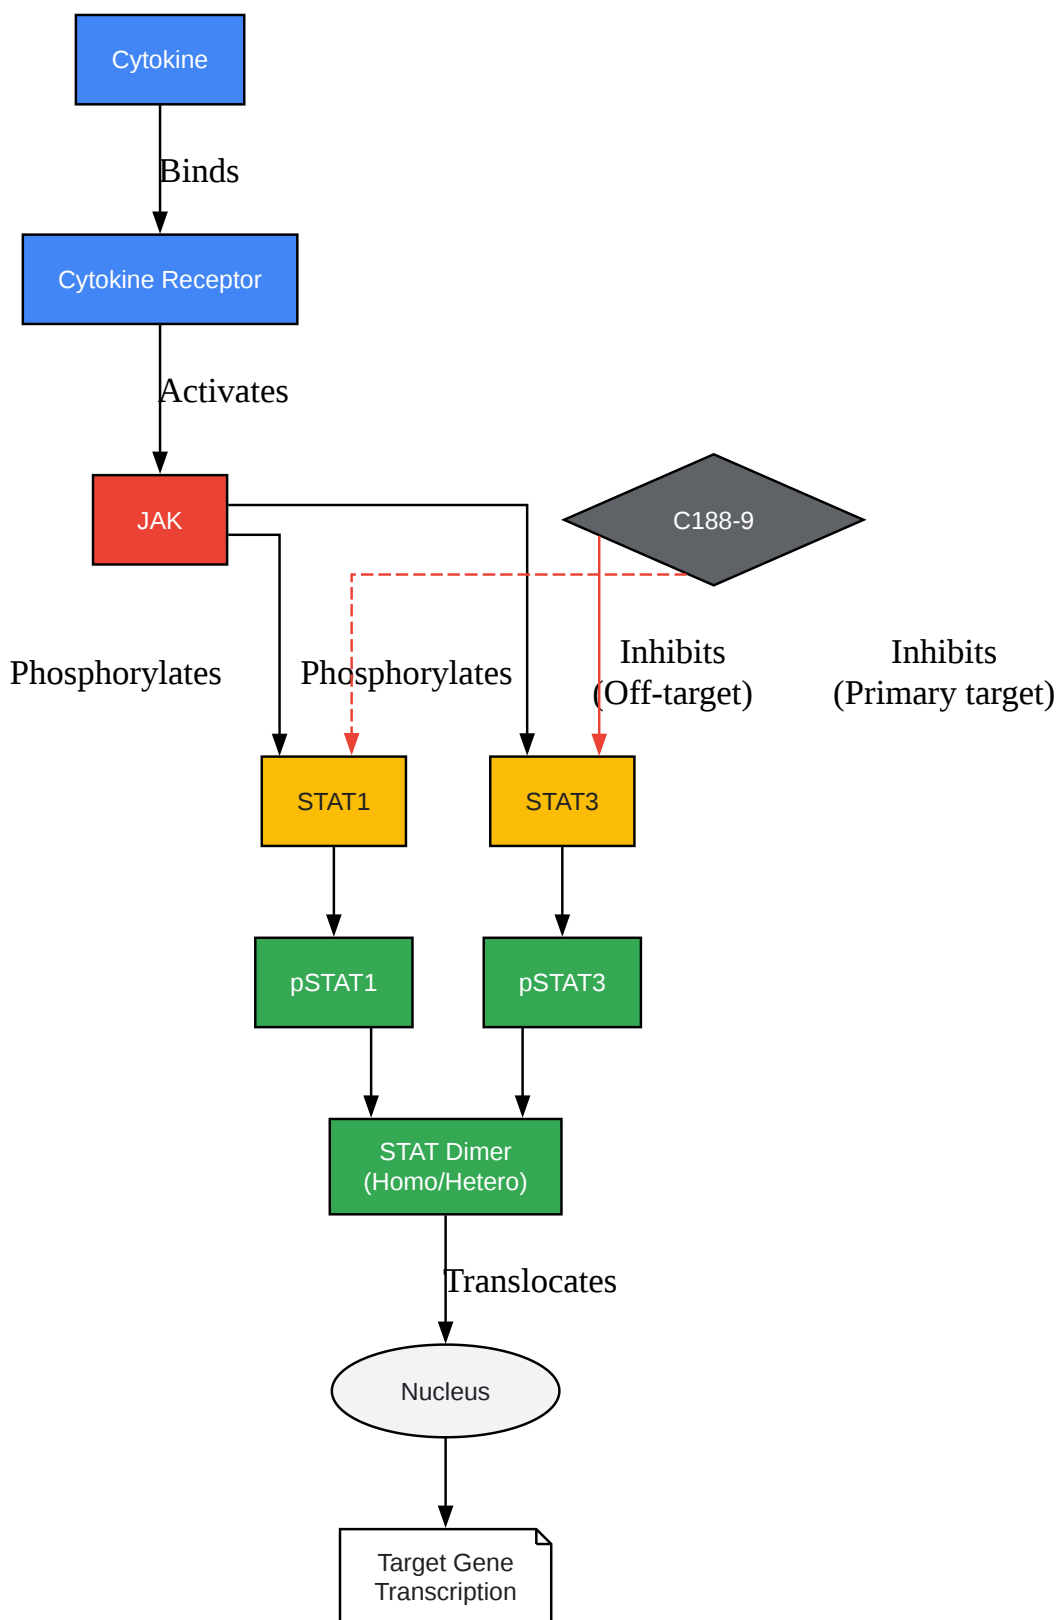 Cytokine
Binds
Cytokine Receptor
Activates
JAK
C188-9
Phosphorylates
Phosphorylates
Inhibits
(Off-target)
Inhibits
(Primary target)
STAT1
STAT3
pSTAT1
pSTAT3
STAT Dimer
(Homo/Hetero)
Translocates
Nucleus
Target Gene
Transcription